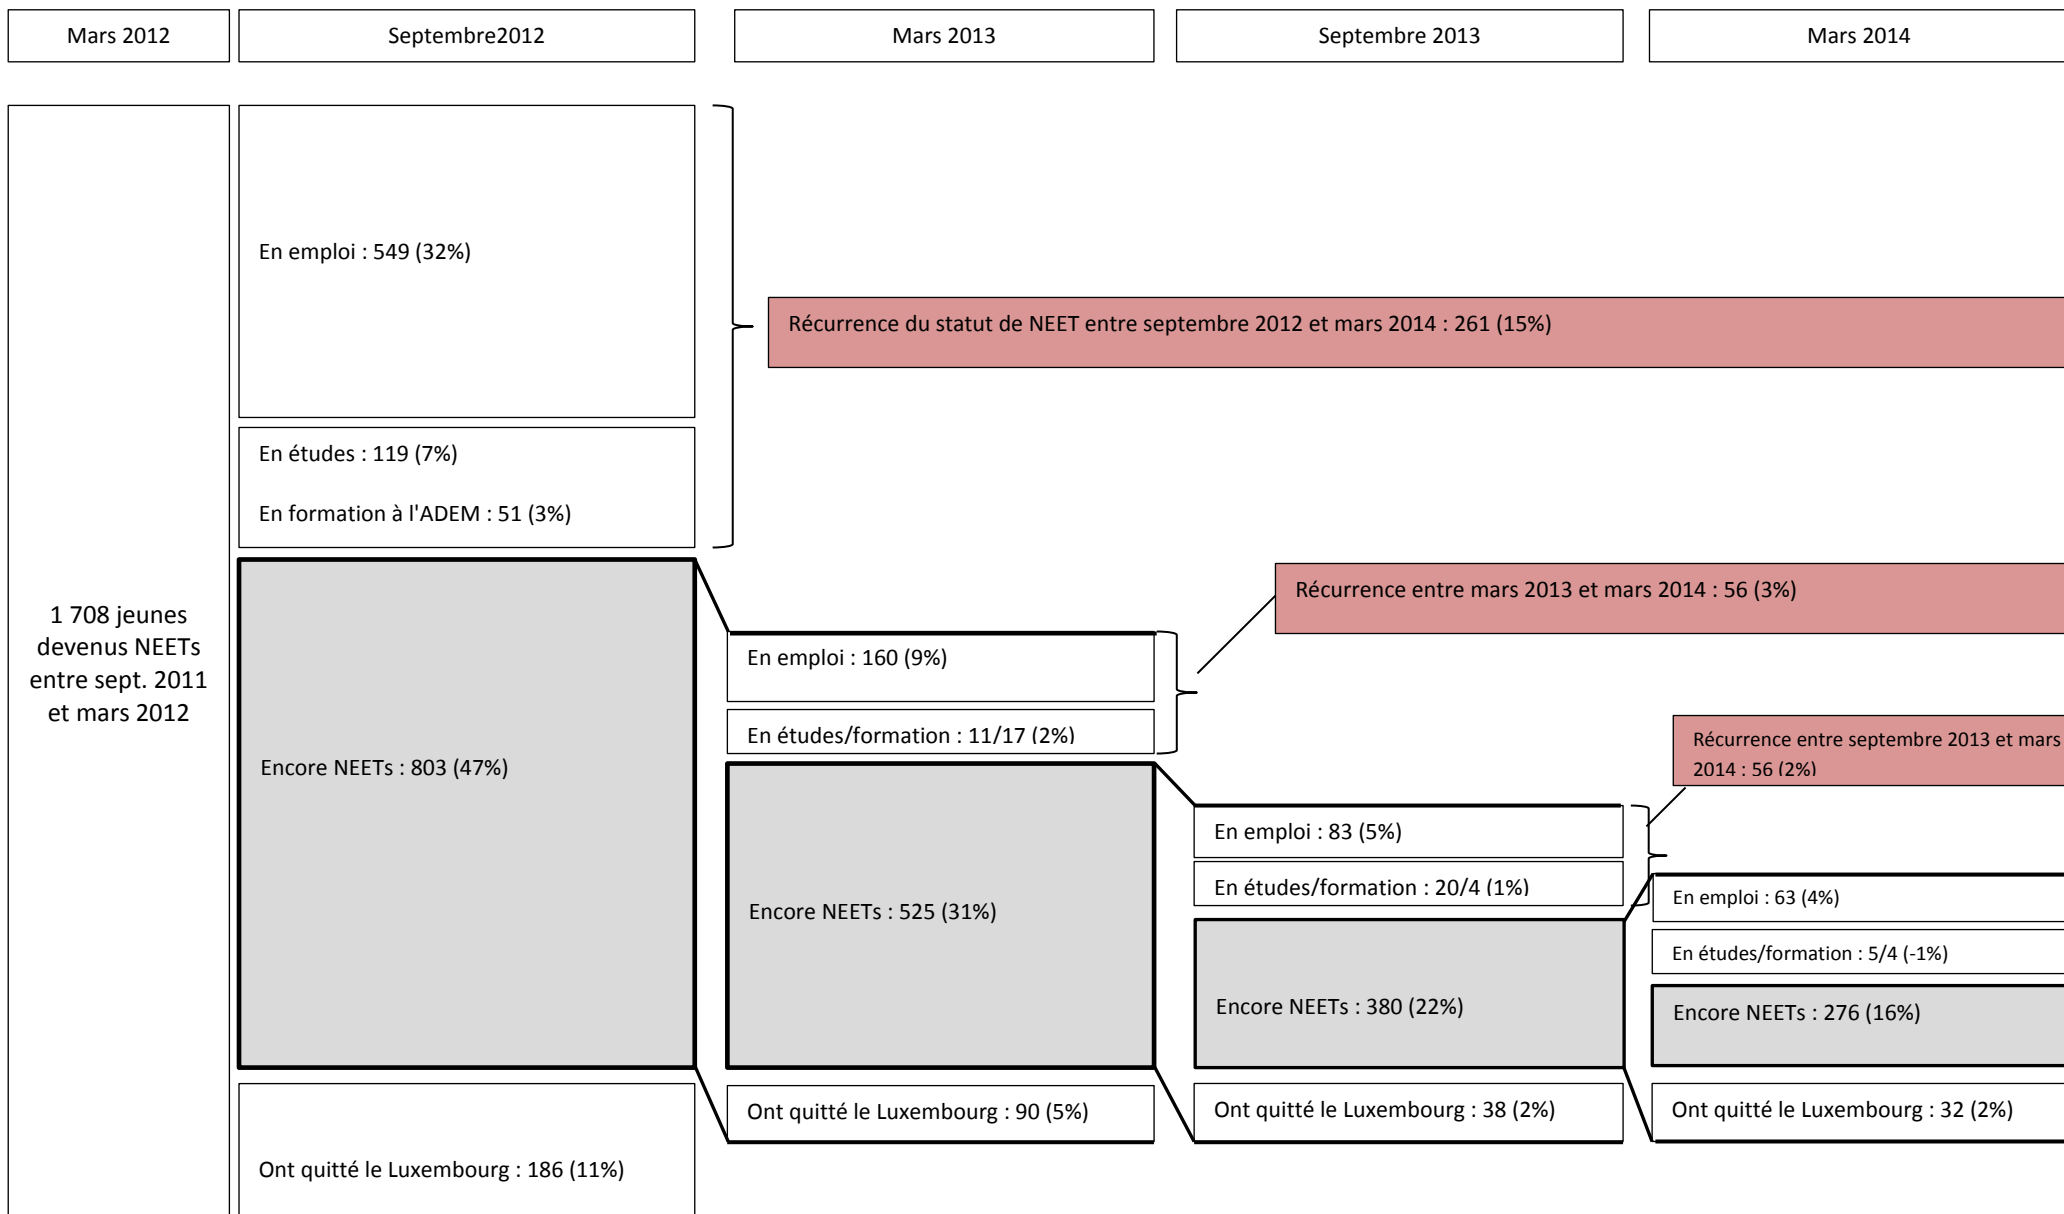 Mars 2012
Septembre2012
Mars 2013
Septembre 2013
Mars 2014
1 708 jeunes
devenus NEETs
entre sept. 2011
et mars 2012
En emploi : 549 (32%)
En études : 119 (7%)
En formation à l'ADEM : 51 (3%)
Encore NEETs : 803 (47%)
Ont quitté le Luxembourg : 186 (11%)
Récurrence du statut de NEET entre septembre 2012 et mars 2014 : 261 (15%)
En emploi : 160 (9%)
En études/formation : 11/17 (2%)
Encore NEETs : 525 (31%)
Ont quitté le Luxembourg : 90 (5%)
Récurrence entre mars 2013 et mars 2014 : 56 (3%)
En emploi : 83 (5%)
En études/formation : 20/4 (1%)
Encore NEETs : 380 (22%)
Ont quitté le Luxembourg : 38 (2%)
Récurrence entre septembre 2013 et mars
2014 : 56 (2%)
En emploi : 63 (4%)
En études/formation : 5/4 (-1%)
Encore NEETs : 276 (16%)
Ont quitté le Luxembourg : 32 (2%)